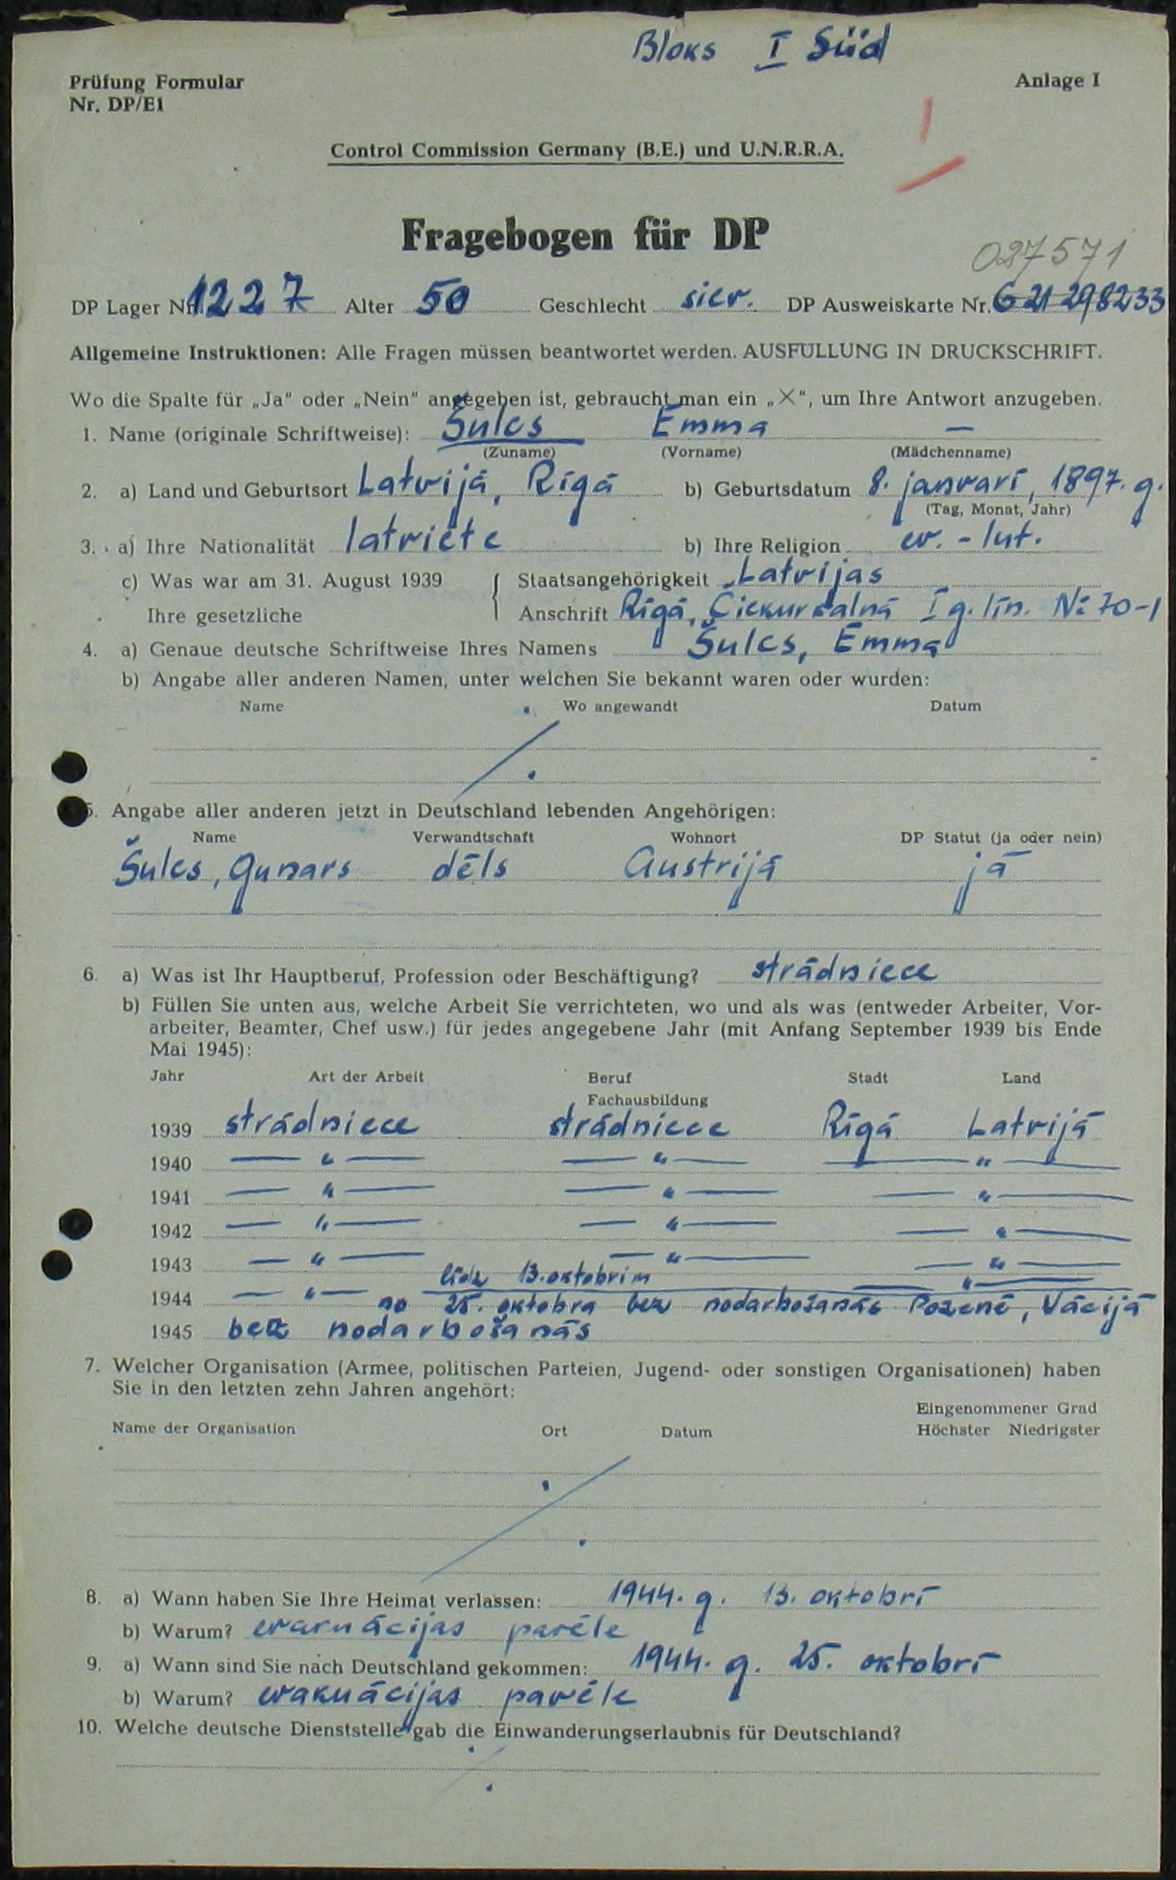 Bloks I Süd
Prüfung Formular Anlage I
Nr. DP/E1
Control Commission Germany (B.E.) und U.N.R.R.A.
Fragebogen für DP
087571
DP Lager Nr. 1227 Alter 50 Geschlecht siev. DP Ausweiskarte Nr. G 21 298233
Allgemeine Instruktionen: Alle Fragen müssen beantwortet werden. AUSFÜLLUNG IN DRUCKSCHRIFT.
Wo die Spalte für „Ja“ oder „Nein“ angegeben ist, gebraucht man ein „X“, um Ihre Antwort anzugeben.
1. Name (originale Schriftweise): Šulcs Emma —
(Zuname) (Vorname) (Mädchenname)
2. a) Land und Geburtsort Latvijā, Rīgā b) Geburtsdatum 8. janvarī, 1897. g.
(Tag, Monat, Jahr)
3. a) Ihre Nationalität latviete b) Ihre Religion ev. - lut.
c) Was war am 31. August 1939 { Staatsangehörigkeit Latvijas
Ihre gesetzliche Anschrift Rīgā, Čiekurkalnā I g. lin. № 70-1
4. a) Genaue deutsche Schriftweise Ihres Namens Šulcs, Emma
b) Angabe aller anderen Namen, unter welchen Sie bekannt waren oder wurden:
Name Wo angewandt Datum
5. Angabe aller anderen jetzt in Deutschland lebenden Angehörigen:
Name Verwandtschaft Wohnort DP Statut (ja oder nein)
Šulcs, Gunars dēls Austrijā jā
6. a) Was ist Ihr Hauptberuf, Profession oder Beschäftigung? strādniece
b) Füllen Sie unten aus, welche Arbeit Sie verrichteten, wo und als was (entweder Arbeiter, Vor-
arbeiter, Beamter, Chef usw.) für jedes angegebene Jahr (mit Anfang September 1939 bis Ende
Mai 1945):
Jahr Art der Arbeit Beruf Stadt Land
Fachausbildung
1939 strādniece strādniece Rīgā Latvijā
1940 — " — — " — — " —
1941 — " — — " — — " —
1942 — " — — " — — " —
1943 — " — — " — — " —
līdz 13. oktobrim — " —
1944 — " — no 25. oktobra bez nodarbošanās Pozenē, Vācijā
1945 bez nodarbošanās
7. Welcher Organisation (Armee, politischen Parteien, Jugend- oder sonstigen Organisationen) haben
Sie in den letzten zehn Jahren angehört:
Eingenommener Grad
Name der Organisation Ort Datum Höchster Niedrigster
8. a) Wann haben Sie Ihre Heimat verlassen: 1944. g. 13. oktobrī
b) Warum? evacuācijas pavēle
9. a) Wann sind Sie nach Deutschland gekommen: 1944. g. 25. oktobrī
b) Warum? evakuācijas pavēle
10. Welche deutsche Dienststelle gab die Einwanderungserlaubnis für Deutschland?